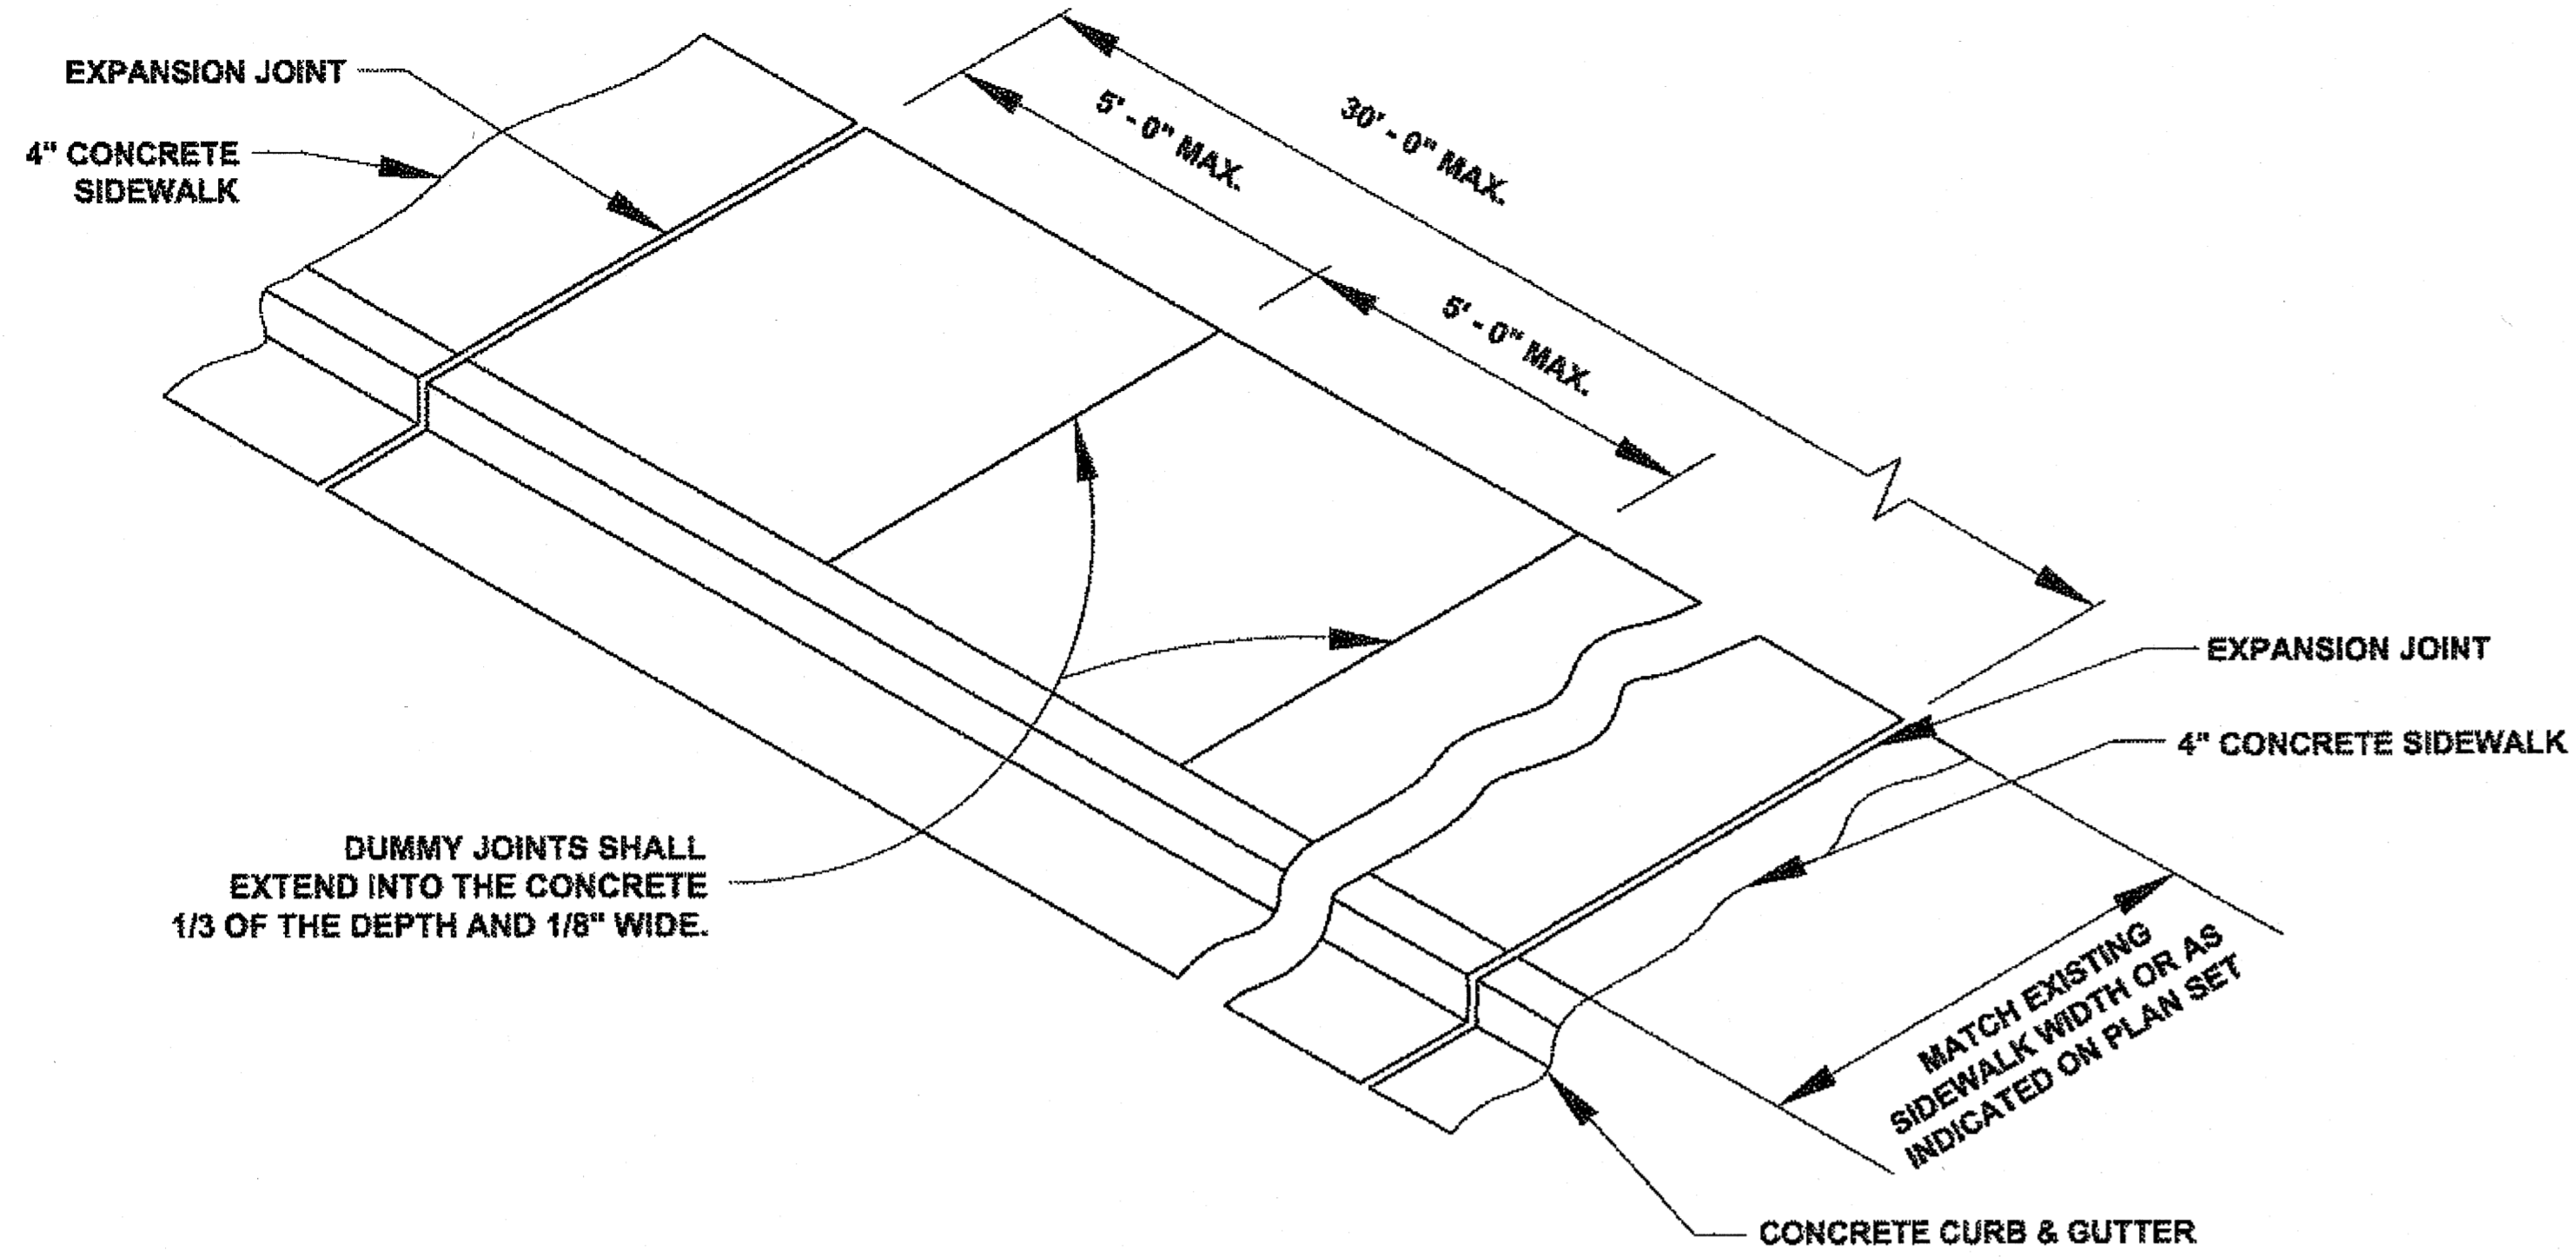 EXPANSION JOINT
4" CONCRETE
SIDEWALK
5' - 0" MAX.
30' - 0" MAX.
5' - 0" MAX.
EXPANSION JOINT
4" CONCRETE SIDEWALK
DUMMY JOINTS SHALL
EXTEND INTO THE CONCRETE
1/3 OF THE DEPTH AND 1/8" WIDE.
MATCH EXISTING
SIDEWALK WIDTH OR AS
INDICATED ON PLAN SET
CONCRETE CURB & GUTTER